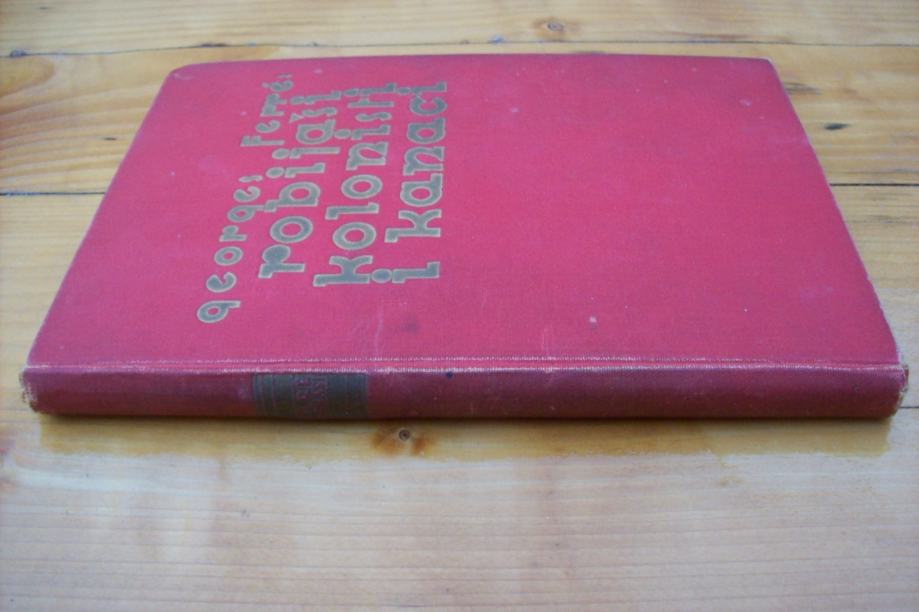 georges ferré:
robijaši
kolonisti
i kanaci